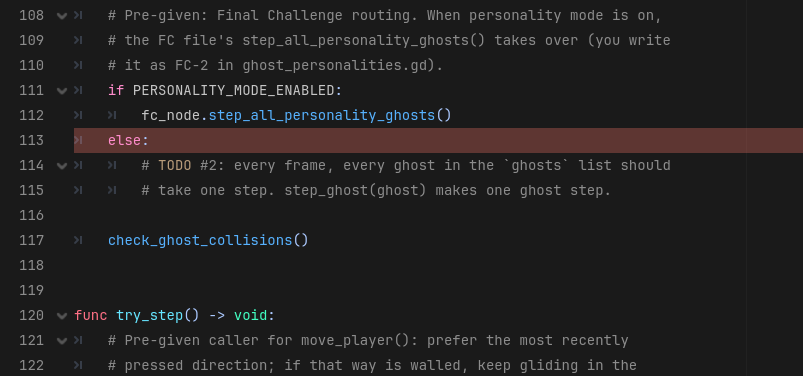 108 # Pre-given: Final Challenge routing. When personality mode is on,
109 # the FC file's step_all_personality_ghosts() takes over (you write
110 # it as FC-2 in ghost_personalities.gd).
111 if PERSONALITY_MODE_ENABLED:
112 fc_node.step_all_personality_ghosts()
113 else:
114 # TODO #2: every frame, every ghost in the `ghosts` list should
115 # take one step. step_ghost(ghost) makes one ghost step.
116
117 check_ghost_collisions()
118
119
120 func try_step() -> void:
121 # Pre-given caller for move_player(): prefer the most recently
122 # pressed direction; if that way is walled, keep gliding in the